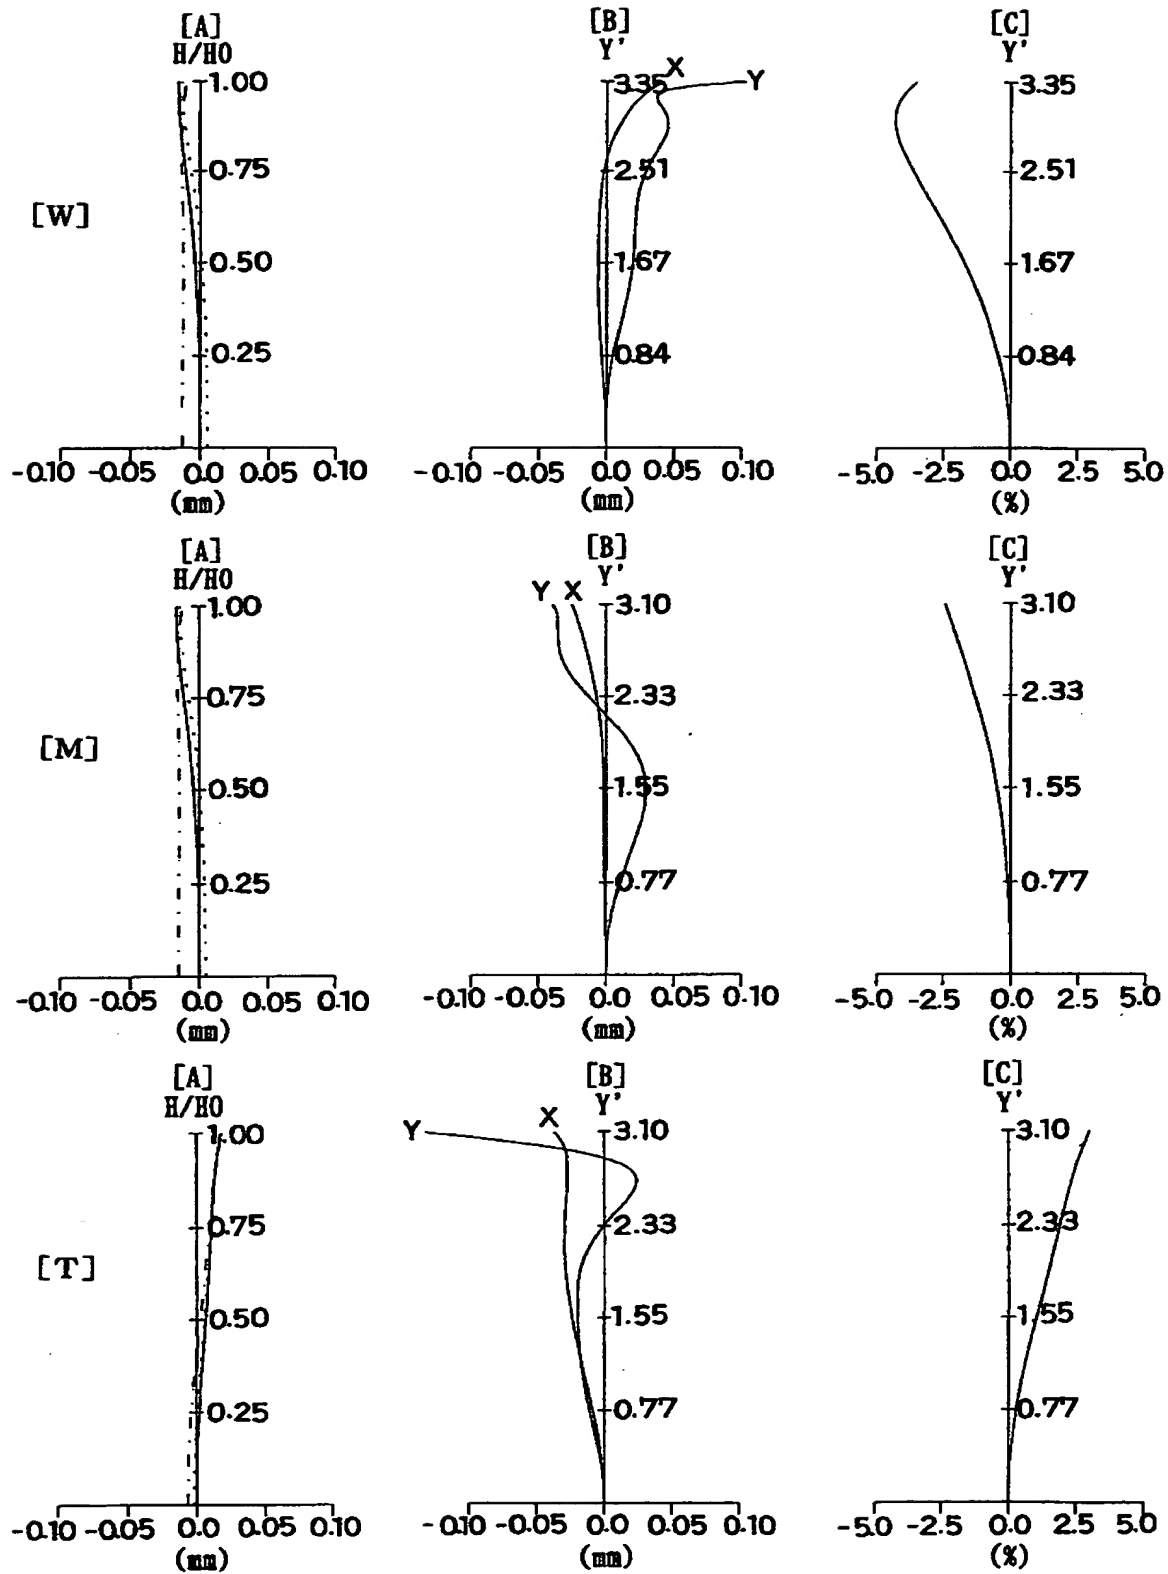 [A] [B] [C]
H/H0 Y' Y'
X
1.00 3.35 Y 3.35
0.75 2.51 2.51
[W]
0.50 1.67 1.67
0.25 0.84 0.84
-0.10 -0.05 0.0 0.05 0.10 -0.10 -0.05 0.0 0.05 0.10 -5.0 -2.5 0.0 2.5 5.0
(mm) (mm) (%)
[A] [B] [C]
H/H0 Y' Y'
Y X
1.00 3.10 3.10
0.75 2.33 2.33
[M]
0.50 1.55 1.55
0.25 0.77 0.77
-0.10 -0.05 0.0 0.05 0.10 -0.10 -0.05 0.0 0.05 0.10 -5.0 -2.5 0.0 2.5 5.0
(mm) (mm) (%)
[A] [B] [C]
H/H0 Y' Y'
X
1.00 Y 3.10 3.10
0.75 2.33 2.33
[T]
0.50 1.55 1.55
0.25 0.77 0.77
-0.10 -0.05 0.0 0.05 0.10 -0.10 -0.05 0.0 0.05 0.10 -5.0 -2.5 0.0 2.5 5.0
(mm) (mm) (%)